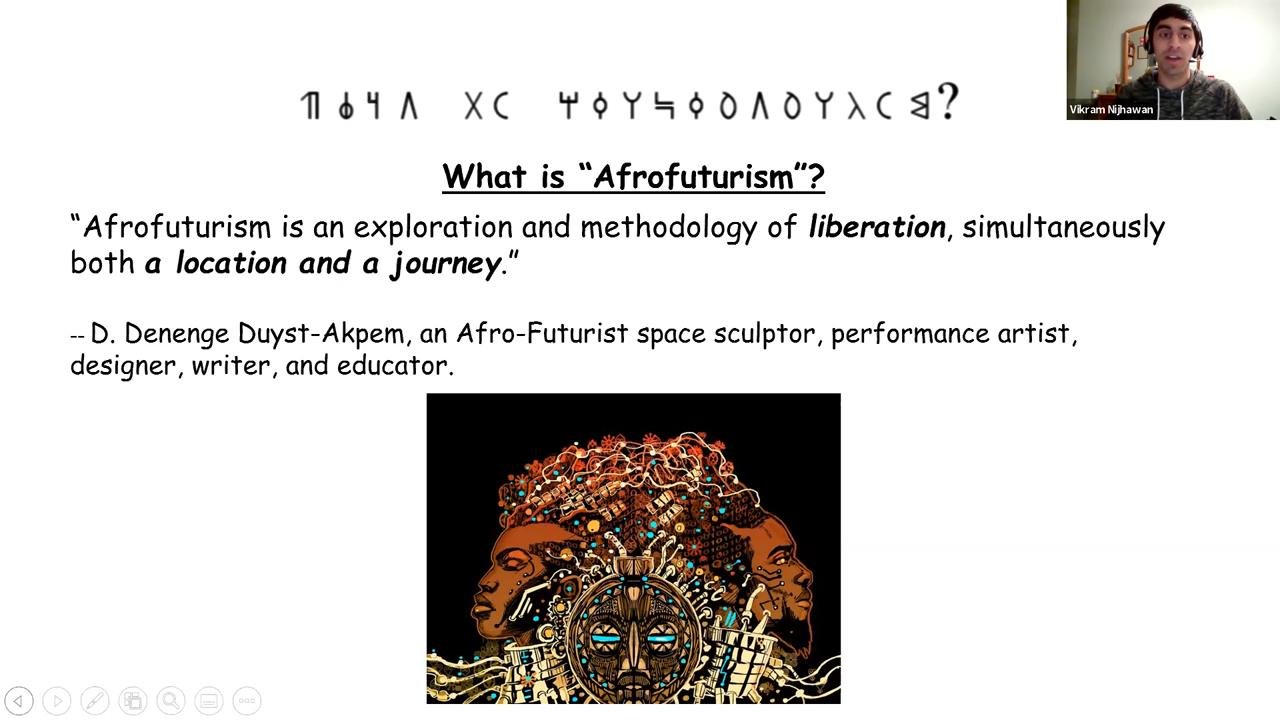 What is “Afrofuturism”?
“Afrofuturism is an exploration and methodology of liberation, simultaneously
both a location and a journey.”
-- D. Denenge Duyst-Akpem, an Afro-Futurist space sculptor, performance artist,
designer, writer, and educator.
Vikram Nijhawan